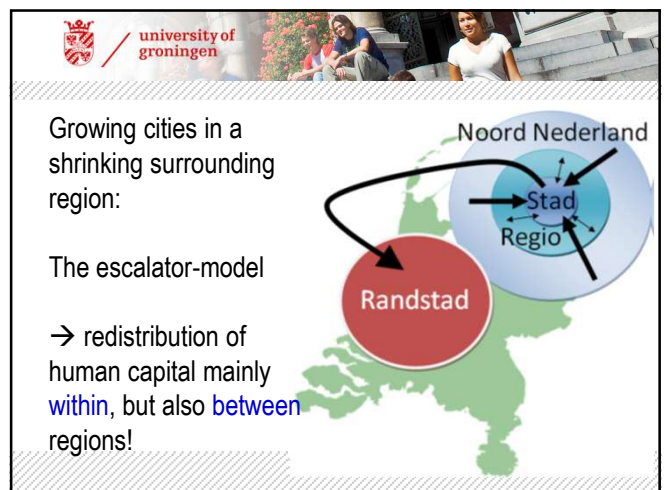 university of
groningen
Growing cities in a
shrinking surrounding
region:
The escalator-model
→ redistribution of
human capital mainly
within, but also between
regions!
Noord Nederland
Stad
Regio
Randstad